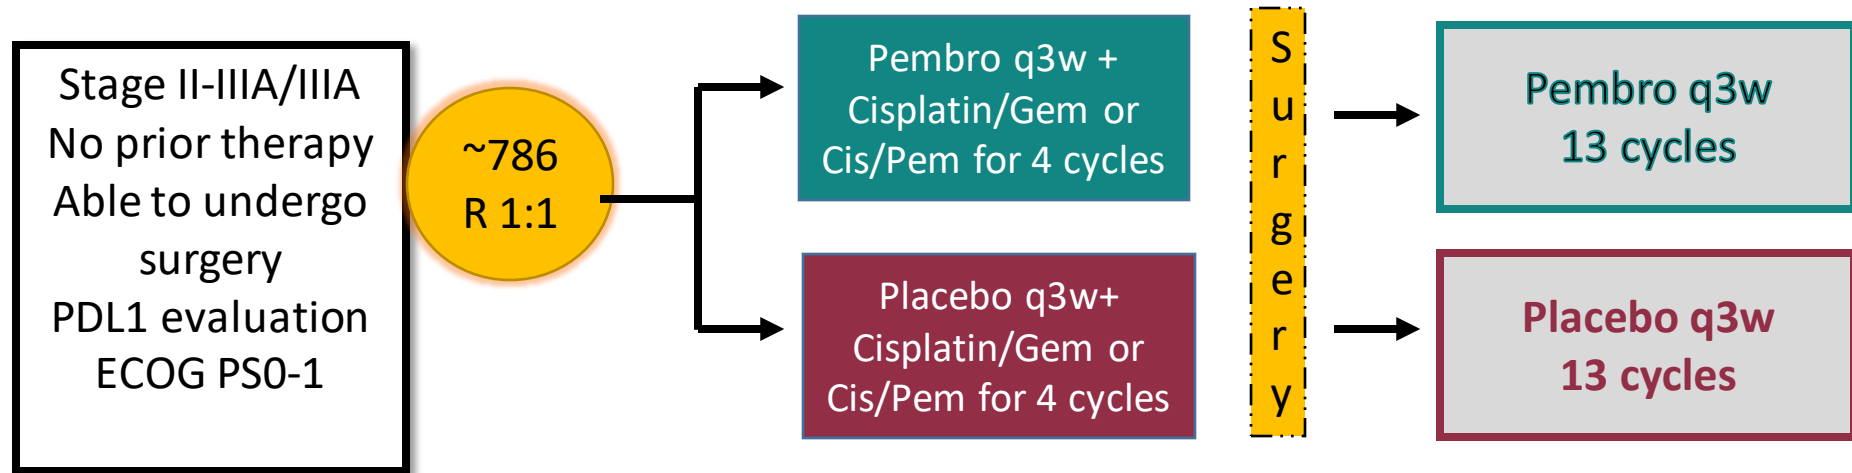 Stage II-IIIA/IIIA
No prior therapy
Able to undergo
surgery
PDL1 evaluation
ECOG PS0-1
~786
R 1:1
Pembro q3w +
Cisplatin/Gem or
Cis/Pem for 4 cycles
Placebo q3w+
Cisplatin/Gem or
Cis/Pem for 4 cycles
Surgery
Pembro q3w
13 cycles
Placebo q3w
13 cycles